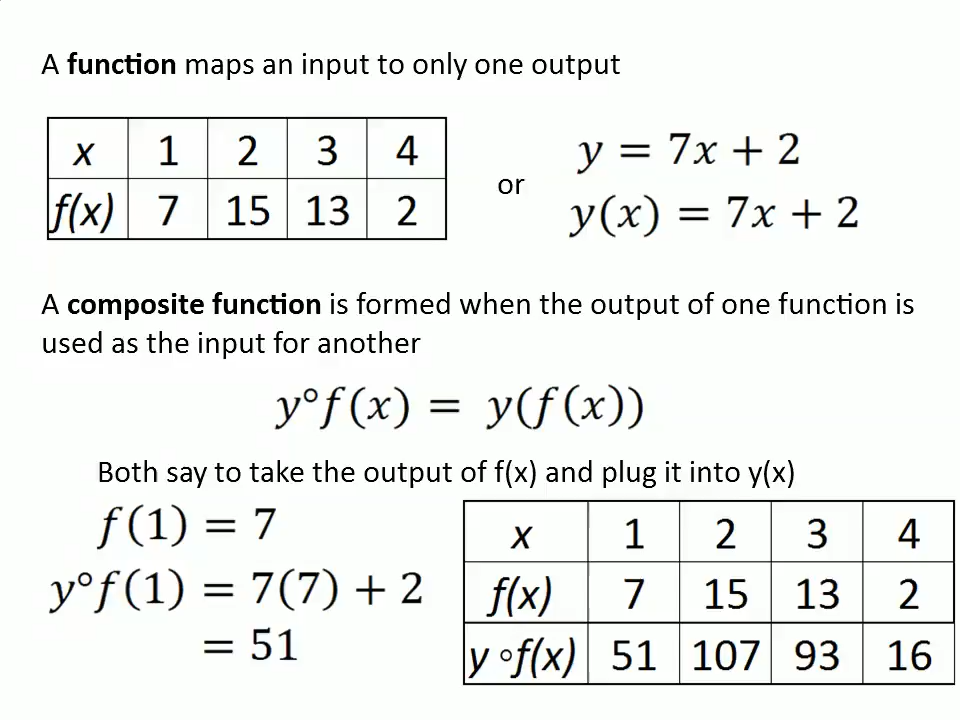 A function maps an input to only one output
x 1 2 3 4
f(x) 7 15 13 2
or
y = 7x + 2
y(x) = 7x + 2
A composite function is formed when the output of one function is
used as the input for another
y°f(x) = y(f(x))
Both say to take the output of f(x) and plug it into y(x)
f(1) = 7
y°f(1) = 7(7) + 2
= 51
x 1 2 3 4
f(x) 7 15 13 2
y∘f(x) 51 107 93 16